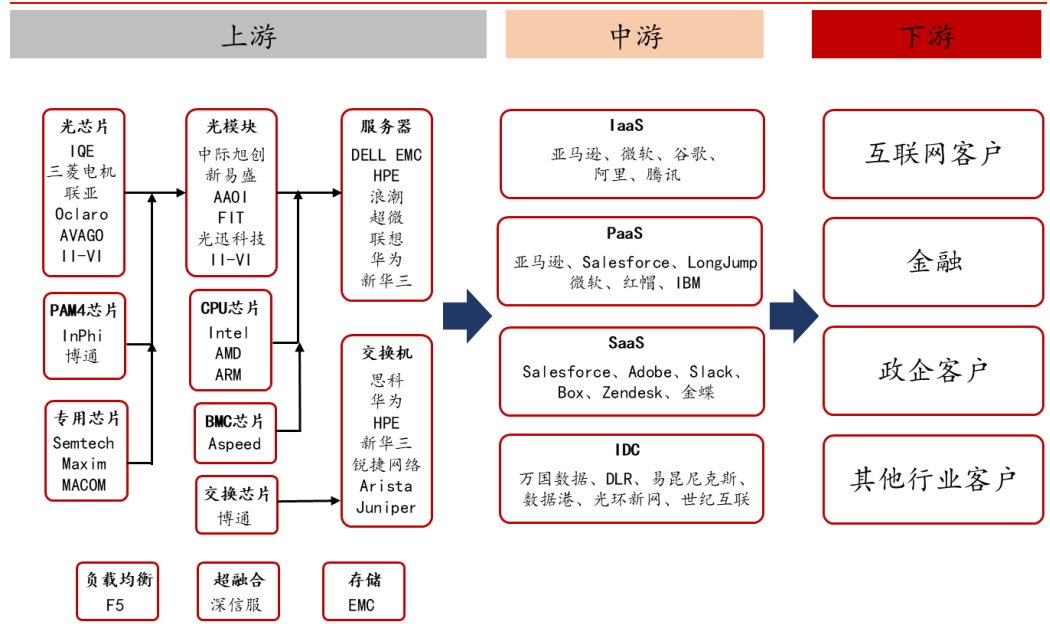 上游
中游
下游
光芯片
IQE
三菱电机
联亚
Oclaro
AVAGO
II-VI
PAM4芯片
InPhi
博通
专用芯片
Semtech
Maxim
MACOM
光模块
中际旭创
新易盛
AAOI
FIT
光迅科技
II-VI
CPU芯片
Intel
AMD
ARM
BMC芯片
Aspeed
交换芯片
博通
服务器
DELL EMC
HPE
浪潮
超微
联想
华为
新华三
交换机
思科
华为
HPE
新华三
锐捷网络
Arista
Juniper
负载均衡
F5
超融合
深信服
存储
EMC
IaaS
亚马逊、微软、谷歌、
阿里、腾讯
PaaS
亚马逊、Salesforce、LongJump
微软、红帽、IBM
SaaS
Salesforce、Adobe、Slack、
Box、Zendesk、金蝶
IDC
万国数据、DLR、易昆尼克斯、
数据港、光环新网、世纪互联
互联网客户
金融
政企客户
其他行业客户